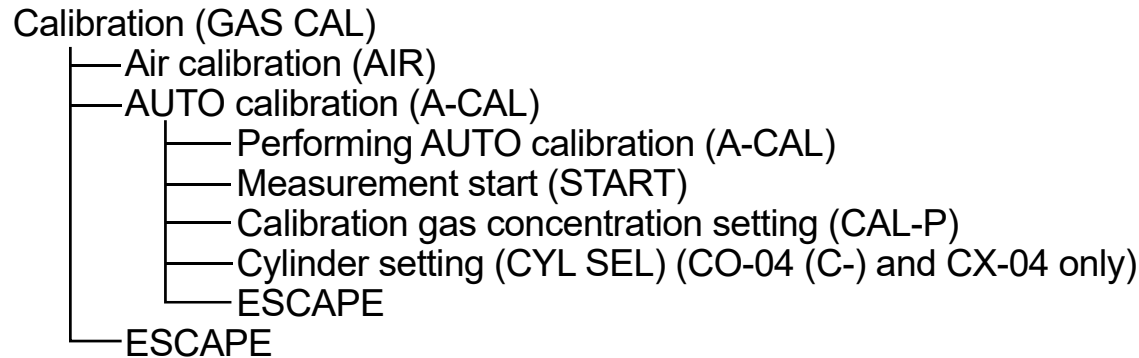 Calibration (GAS CAL)
Air calibration (AIR)
AUTO calibration (A-CAL)
Performing AUTO calibration (A-CAL)
Measurement start (START)
Calibration gas concentration setting (CAL-P)
Cylinder setting (CYL SEL) (CO-04 (C-) and CX-04 only)
ESCAPE
ESCAPE